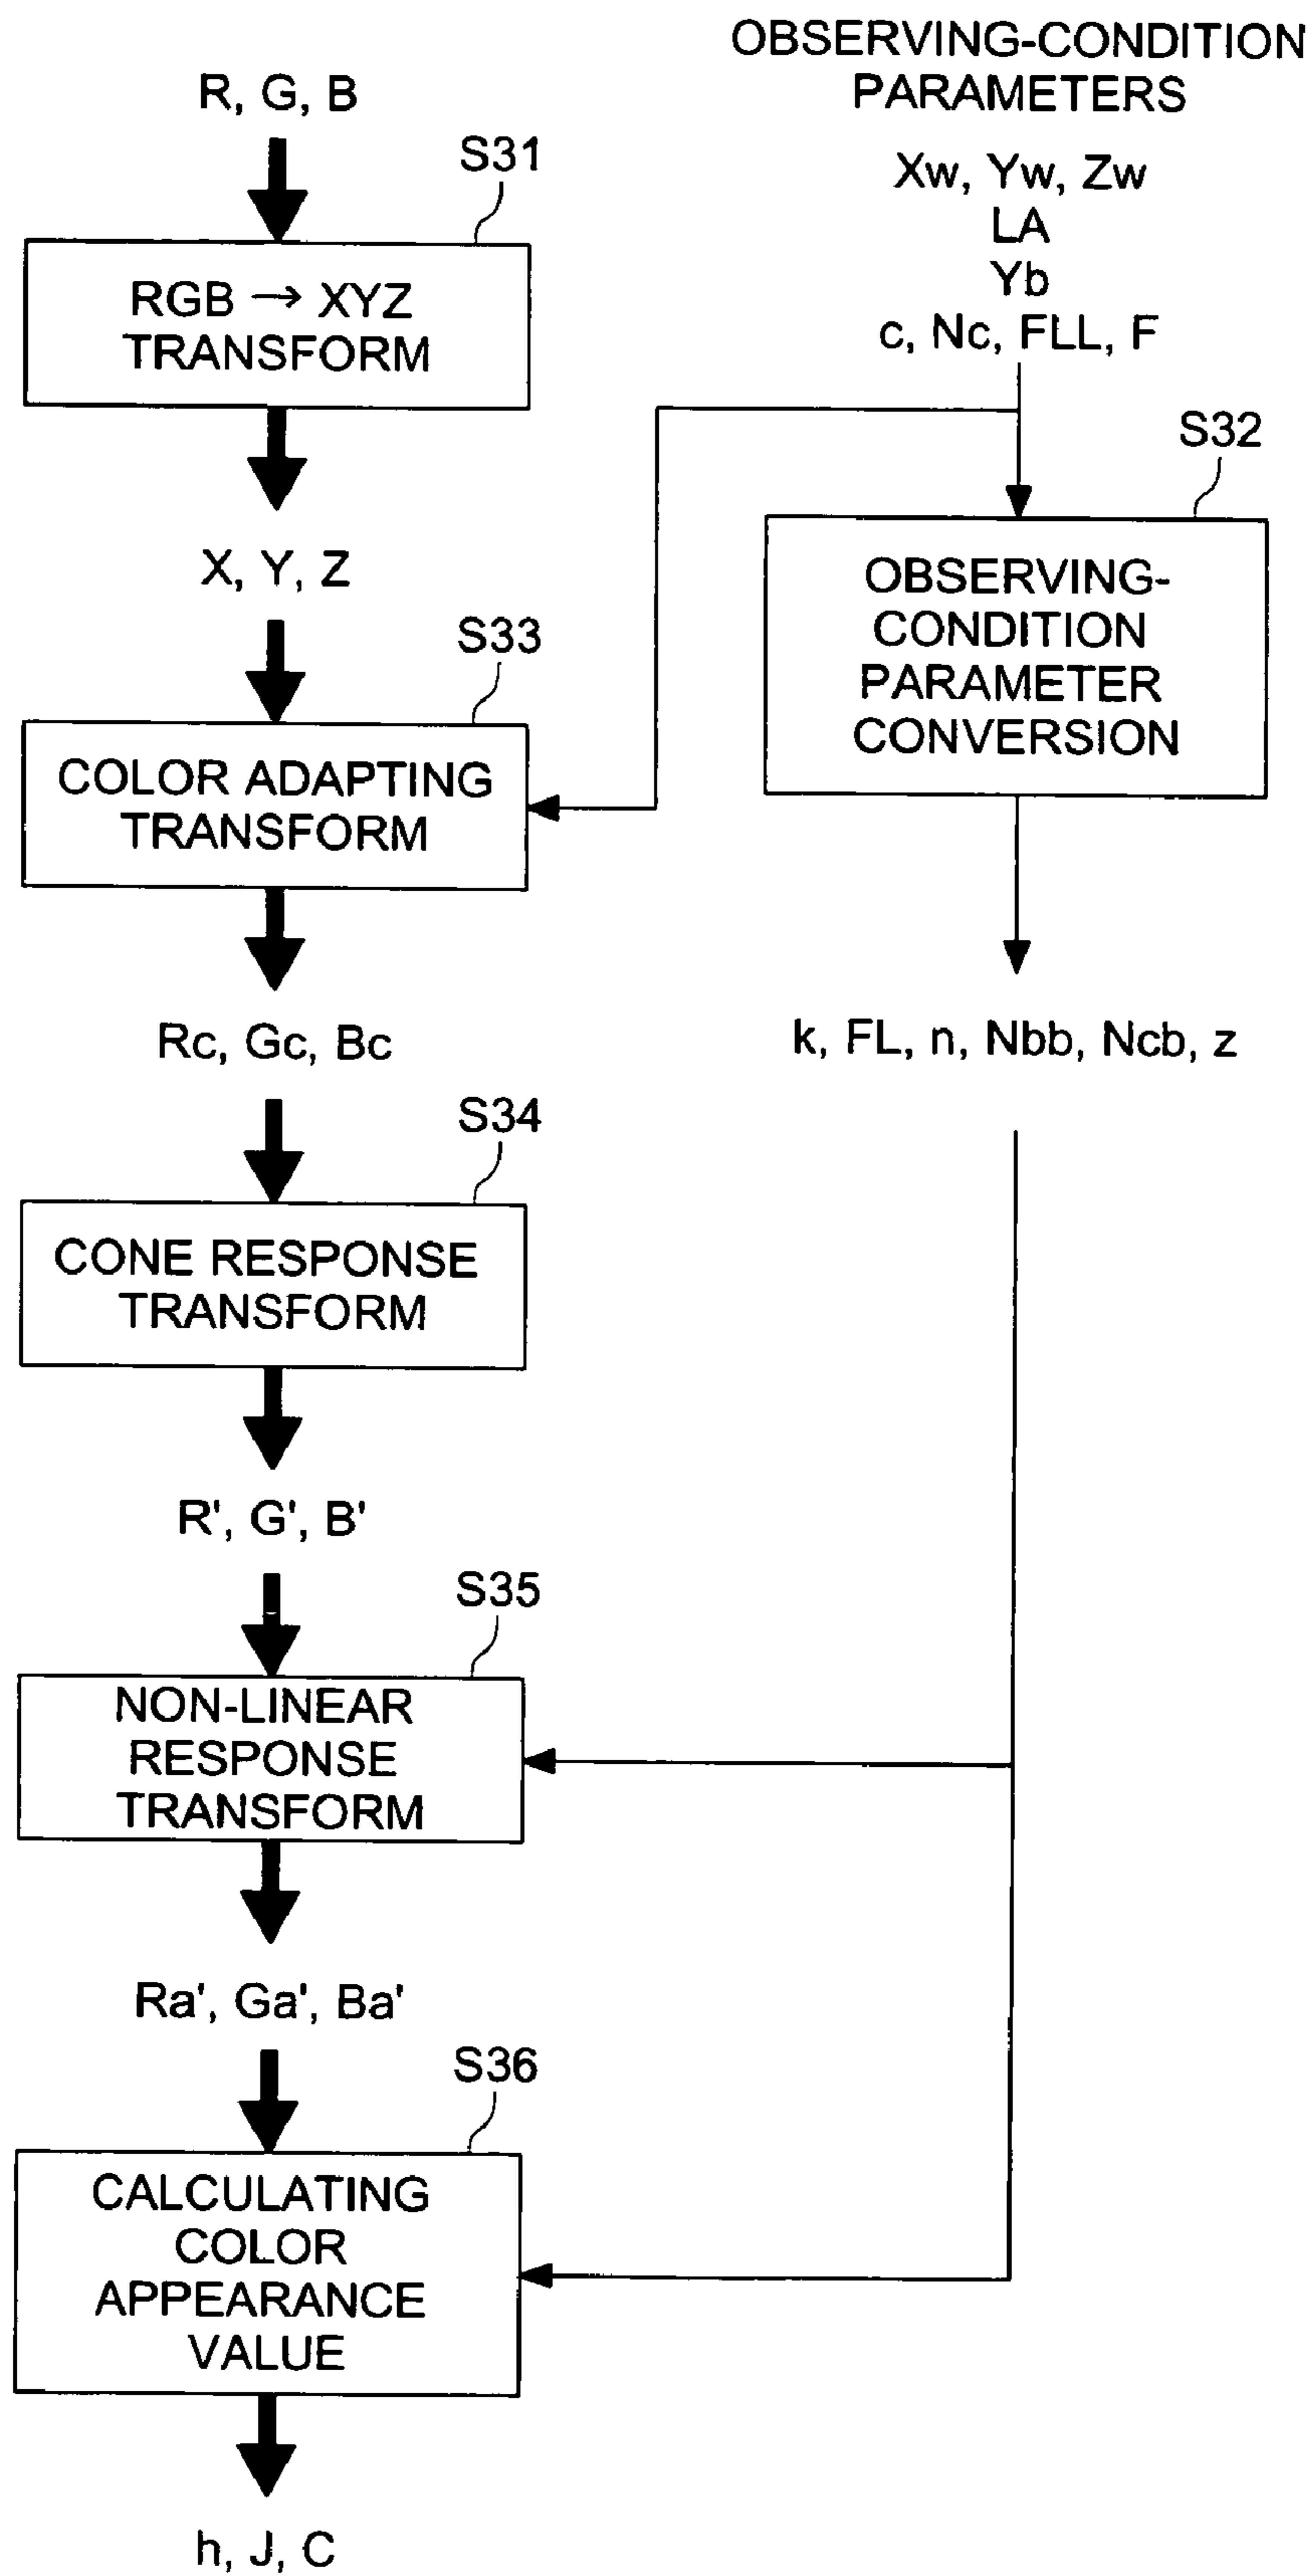 OBSERVING-CONDITION
PARAMETERS
R, G, B
Xw, Yw, Zw
LA
Yb
c, Nc, FLL, F
S31
RGB → XYZ
TRANSFORM
S32
OBSERVING-
CONDITION
PARAMETER
CONVERSION
X, Y, Z
S33
COLOR ADAPTING
TRANSFORM
Rc, Gc, Bc
k, FL, n, Nbb, Ncb, z
S34
CONE RESPONSE
TRANSFORM
R', G', B'
S35
NON-LINEAR
RESPONSE
TRANSFORM
Ra', Ga', Ba'
S36
CALCULATING
COLOR
APPEARANCE
VALUE
h, J, C